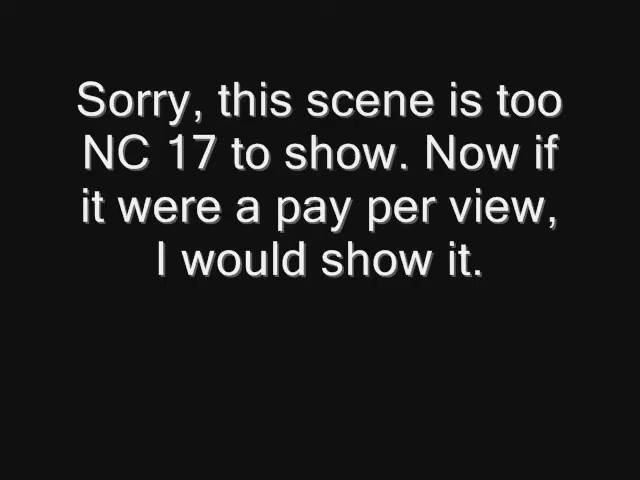 Sorry, this scene is too
NC 17 to show. Now if
it were a pay per view,
I would show it.